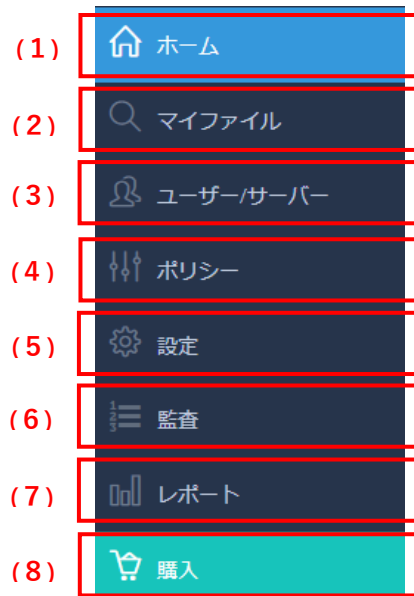 (1) ホーム
(2) マイファイル
(3) ユーザー/サーバー
(4) ポリシー
(5) 設定
(6) 監査
(7) レポート
(8) 購入